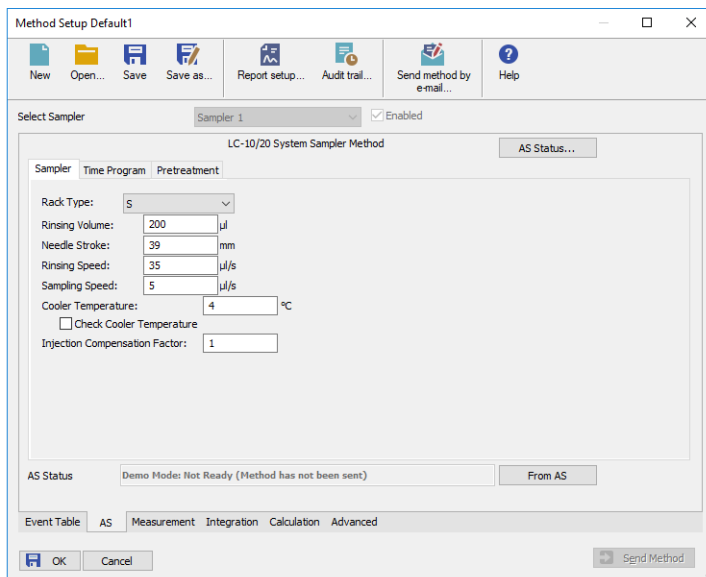 Method Setup Default1
New Open... Save Save as... Report setup... Audit trail... Send method by e-mail... Help
Select Sampler Sampler 1 Enabled
LC-10/20 System Sampler Method AS Status...
Sampler Time Program Pretreatment
Rack Type: S
Rinsing Volume: 200 µl
Needle Stroke: 39 mm
Rinsing Speed: 35 µl/s
Sampling Speed: 5 µl/s
Cooler Temperature: 4 ºC
Check Cooler Temperature
Injection Compensation Factor: 1
AS Status Demo Mode: Not Ready (Method has not been sent) From AS
Event Table AS Measurement Integration Calculation Advanced
OK Cancel Send Method